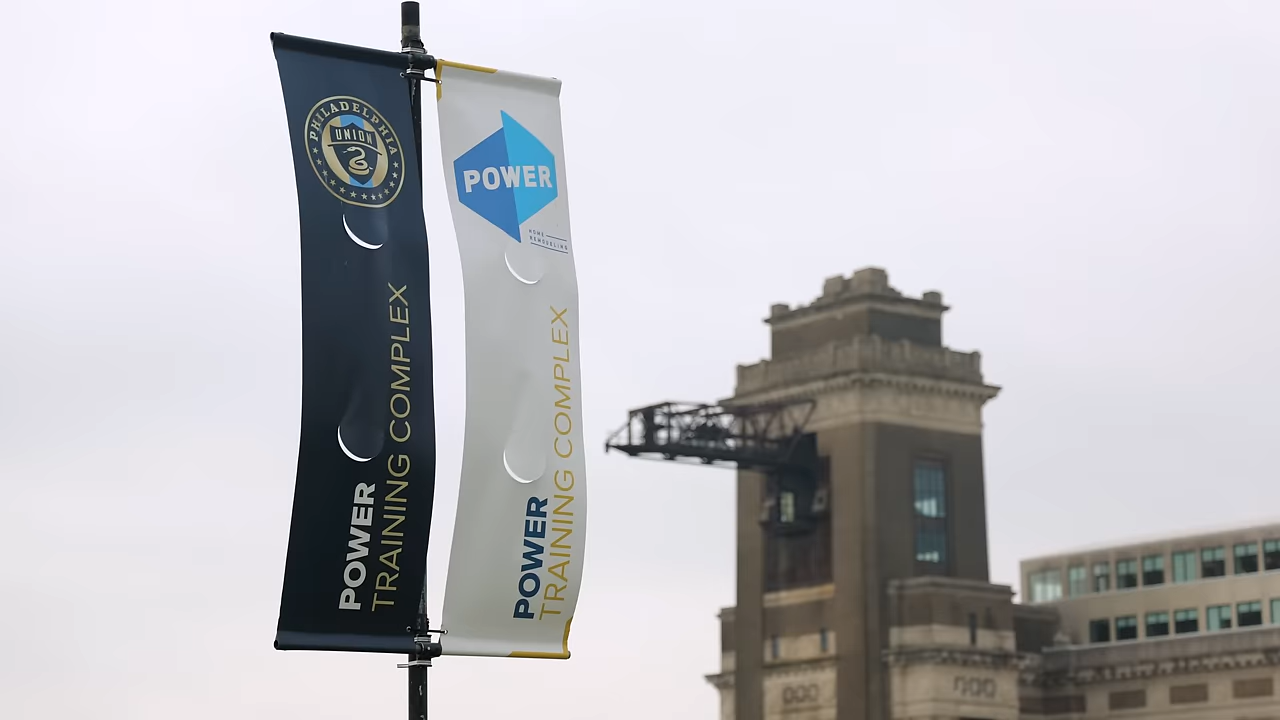 PHILADELPHIA
UNION
POWER
TRAINING COMPLEX
POWER
HOME
REMODELING
POWER
TRAINING COMPLEX